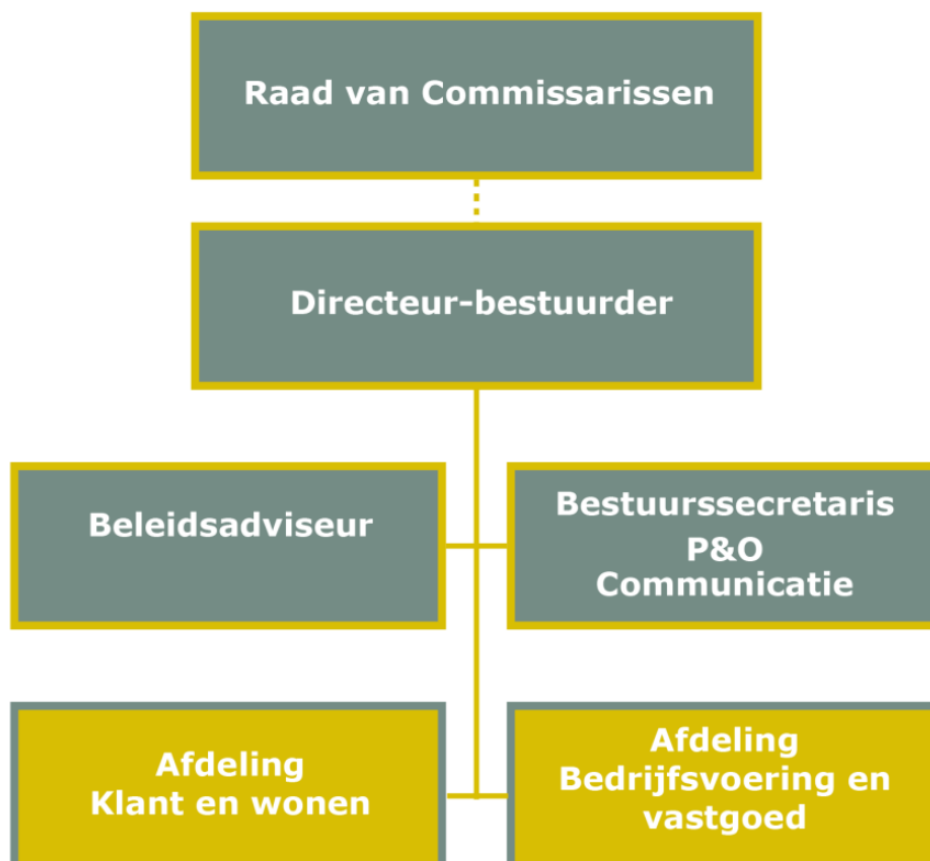 Raad van Commissarissen
Directeur-bestuurder
Beleidsadviseur
Bestuurssecretaris
P&O
Communicatie
Afdeling
Klant en wonen
Afdeling
Bedrijfsvoering en
vastgoed